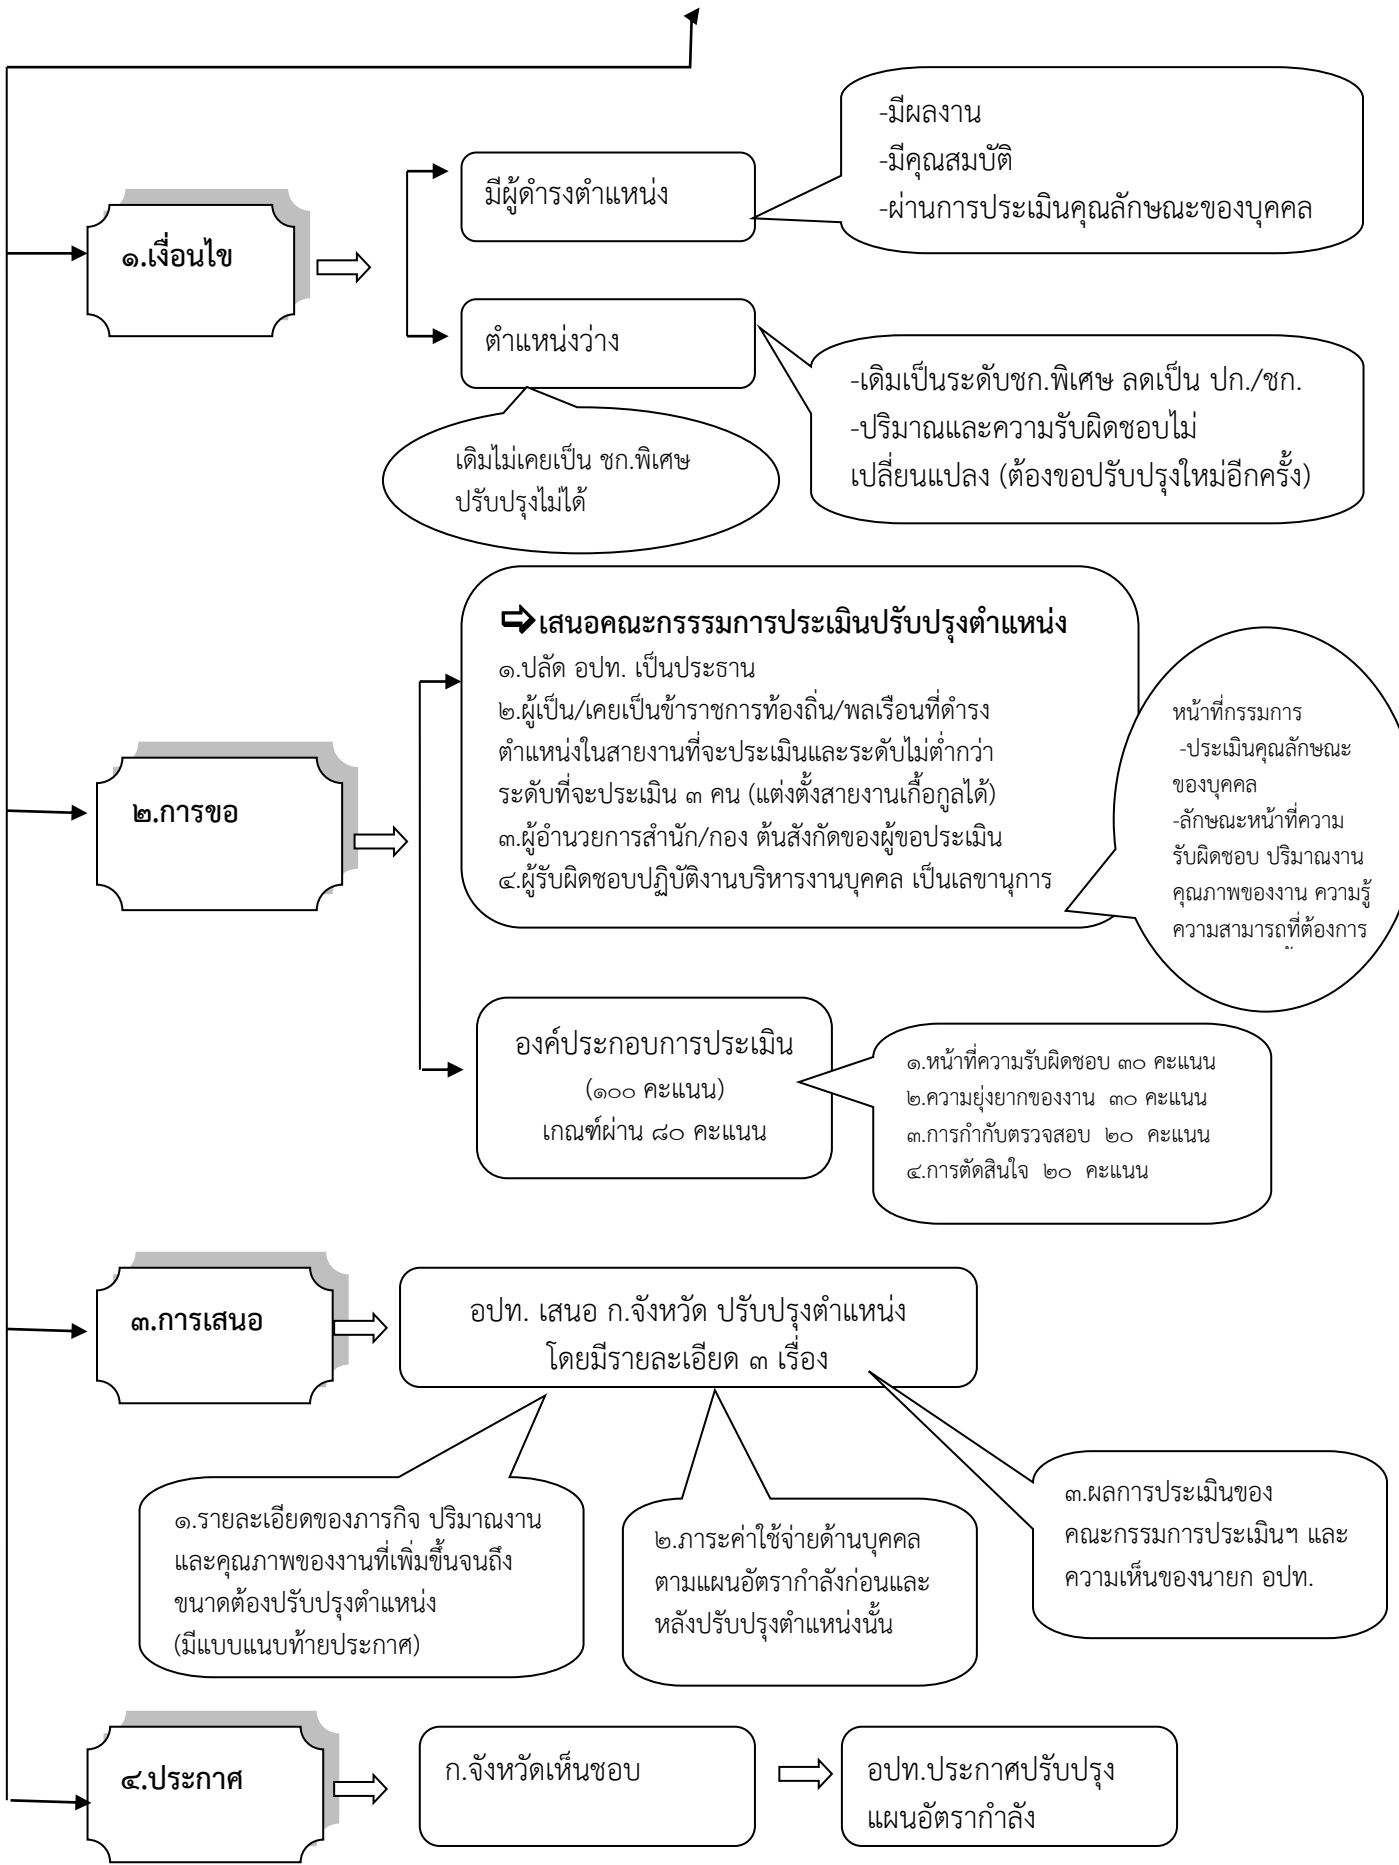 -มีผลงาน
-มีคุณสมบัติ
-ผ่านการประเมินคุณลักษณะของบุคคล
มีผู้ดำรงตำแหน่ง
๑.เงื่อนไข
ตำแหน่งว่าง
-เดิมเป็นระดับชก.พิเศษ ลดเป็น ปก./ชก.
-ปริมาณและความรับผิดชอบไม่
เปลี่ยนแปลง (ต้องขอปรับปรุงใหม่อีกครั้ง)
เดิมไม่เคยเป็น ชก.พิเศษ
ปรับปรุงไม่ได้
เสนอคณะกรรรมการประเมินปรับปรุงตำแหน่ง
๑.ปลัด อปท. เป็นประธาน
๒.ผู้เป็น/เคยเป็นข้าราชการท้องถิ่น/พลเรือนที่ดำรง
ตำแหน่งในสายงานที่จะประเมินและระดับไม่ต่ำกว่า
ระดับที่จะประเมิน ๓ คน (แต่งตั้งสายงานเกื้อกูลได้)
๓.ผู้อำนวยการสำนัก/กอง ต้นสังกัดของผู้ขอประเมิน
๔.ผู้รับผิดชอบปฏิบัติงานบริหารงานบุคคล เป็นเลขานุการ
หน้าที่กรรมการ
-ประเมินคุณลักษณะ
ของบุคคล
-ลักษณะหน้าที่ความ
รับผิดชอบ ปริมาณงาน
คุณภาพของงาน ความรู้
ความสามารถที่ต้องการ
๒.การขอ
องค์ประกอบการประเมิน
(๑๐๐ คะแนน)
เกณฑ์ผ่าน ๘๐ คะแนน
๑.หน้าที่ความรับผิดชอบ ๓๐ คะแนน
๒.ความยุ่งยากของงาน ๓๐ คะแนน
๓.การกำกับตรวจสอบ ๒๐ คะแนน
๔.การตัดสินใจ ๒๐ คะแนน
๓.การเสนอ
อปท. เสนอ ก.จังหวัด ปรับปรุงตำแหน่ง
โดยมีรายละเอียด ๓ เรื่อง
๑.รายละเอียดของภารกิจ ปริมาณงาน
และคุณภาพของงานที่เพิ่มขึ้นจนถึง
ขนาดต้องปรับปรุงตำแหน่ง
(มีแบบแนบท้ายประกาศ)
๒.ภาระค่าใช้จ่ายด้านบุคคล
ตามแผนอัตรากำลังก่อนและ
หลังปรับปรุงตำแหน่งนั้น
๓.ผลการประเมินของ
คณะกรรมการประเมินฯ และ
ความเห็นของนายก อปท.
๔.ประกาศ
ก.จังหวัดเห็นชอบ
อปท.ประกาศปรับปรุง
แผนอัตรากำลัง